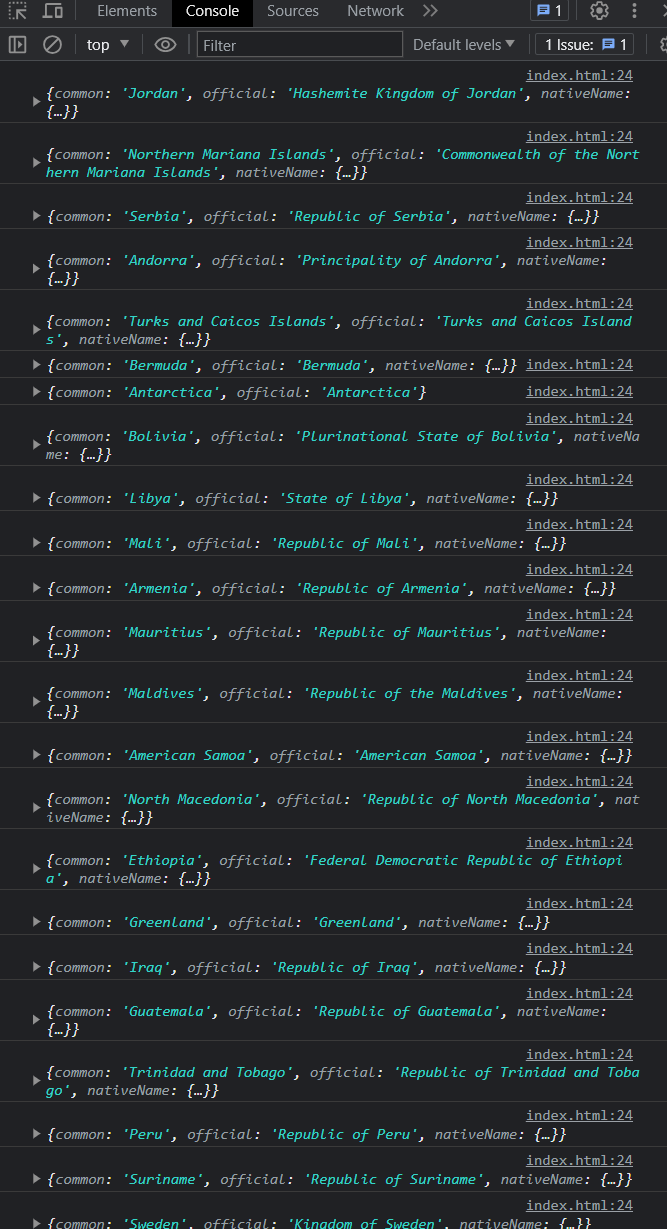 Elements Console Sources Network 1
top Filter Default levels 1 Issue: 1
index.html:24
{common: 'Jordan', official: 'Hashemite Kingdom of Jordan', nativeName:
{…}}
index.html:24
{common: 'Northern Mariana Islands', official: 'Commonwealth of the Nort
hern Mariana Islands', nativeName: {…}}
index.html:24
{common: 'Serbia', official: 'Republic of Serbia', nativeName: {…}}
index.html:24
{common: 'Andorra', official: 'Principality of Andorra', nativeName:
{…}}
index.html:24
{common: 'Turks and Caicos Islands', official: 'Turks and Caicos Island
s', nativeName: {…}}
{common: 'Bermuda', official: 'Bermuda', nativeName: {…}} index.html:24
{common: 'Antarctica', official: 'Antarctica'} index.html:24
index.html:24
{common: 'Bolivia', official: 'Plurinational State of Bolivia', nativeNa
me: {…}}
index.html:24
{common: 'Libya', official: 'State of Libya', nativeName: {…}}
index.html:24
{common: 'Mali', official: 'Republic of Mali', nativeName: {…}}
index.html:24
{common: 'Armenia', official: 'Republic of Armenia', nativeName: {…}}
index.html:24
{common: 'Mauritius', official: 'Republic of Mauritius', nativeName:
{…}}
index.html:24
{common: 'Maldives', official: 'Republic of the Maldives', nativeName:
{…}}
index.html:24
{common: 'American Samoa', official: 'American Samoa', nativeName: {…}}
index.html:24
{common: 'North Macedonia', official: 'Republic of North Macedonia', nat
iveName: {…}}
index.html:24
{common: 'Ethiopia', official: 'Federal Democratic Republic of Ethiopi
a', nativeName: {…}}
index.html:24
{common: 'Greenland', official: 'Greenland', nativeName: {…}}
index.html:24
{common: 'Iraq', official: 'Republic of Iraq', nativeName: {…}}
index.html:24
{common: 'Guatemala', official: 'Republic of Guatemala', nativeName:
{…}}
index.html:24
{common: 'Trinidad and Tobago', official: 'Republic of Trinidad and Toba
go', nativeName: {…}}
index.html:24
{common: 'Peru', official: 'Republic of Peru', nativeName: {…}}
index.html:24
{common: 'Suriname', official: 'Republic of Suriname', nativeName: {…}}
index.html:24
{common: 'Sweden', official: 'Kingdom of Sweden', nativeName: {…}}